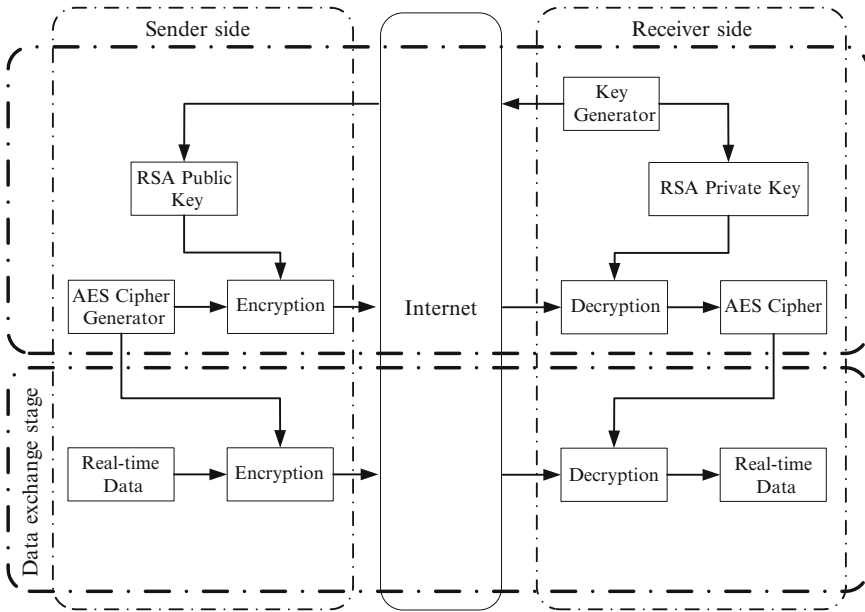 Sender side
Receiver side
Key
Generator
RSA Public
Key
RSA Private Key
AES Cipher
Generator
Encryption
Internet
Decryption
AES Cipher
Data exchange stage
Real-time
Data
Encryption
Decryption
Real-time
Data